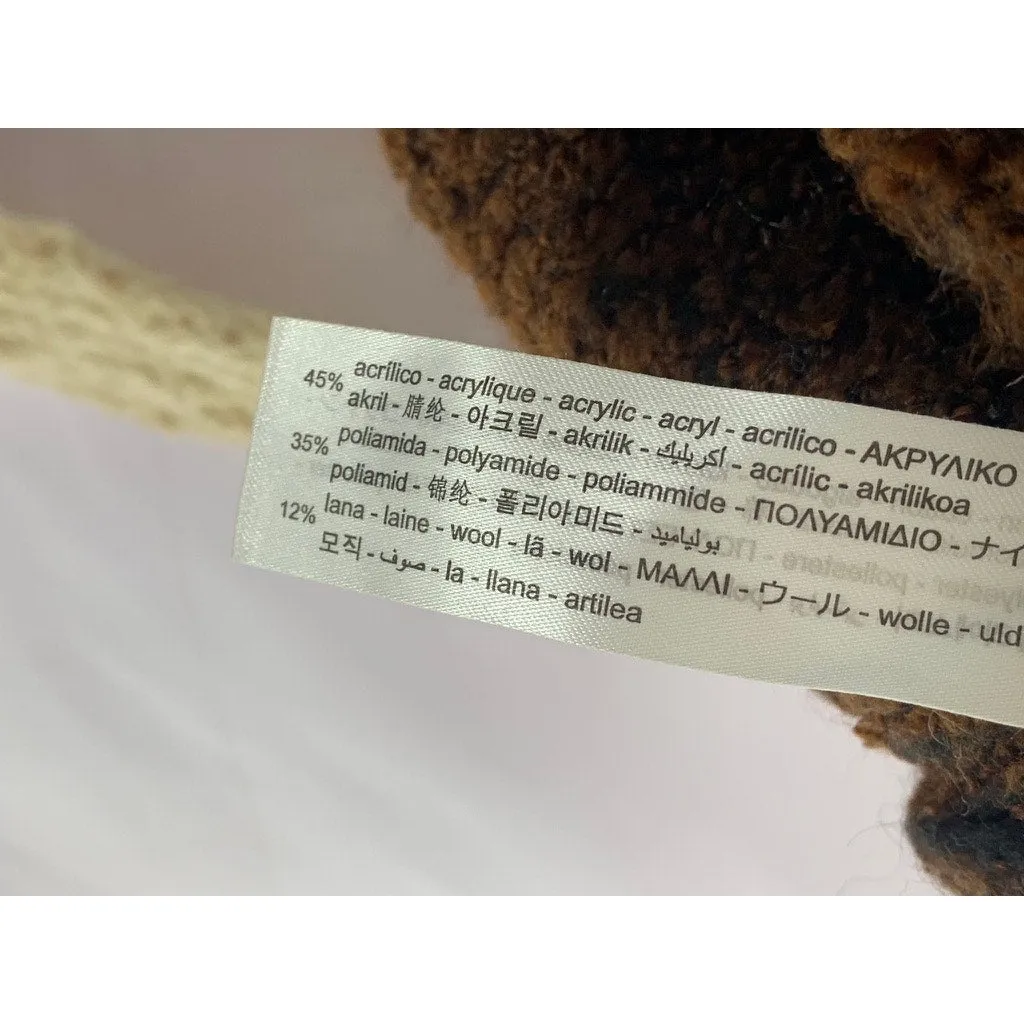 45% acrílico - acrylique - acrylic - acryl - acrilico - ΑΚΡΥΛΙΚΟ
akril - 腈纶 - 아크릴 - akrilik - اكريليك - acrílic - akrilikoa
35% poliamida - polyamide - poliammide - ΠΟΛΥΑΜΙΔΙΟ - ナイ
poliamid - 锦纶 - 폴리아미드 - بولياميد
12% lana - laine - wool - lã - wol - ΜΑΛΛΙ - ウール - wolle - uld
모직 - صوف - la - llana - artilea